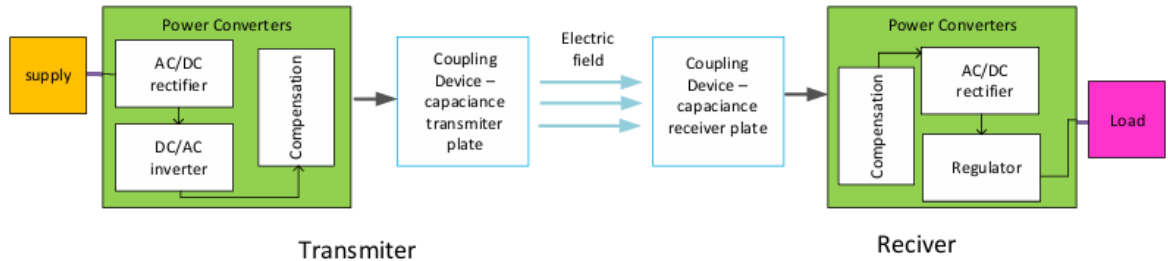 supply
Power Converters
AC/DC
rectifier
DC/AC
inverter
Compensation
Coupling
Device –
capaciance
transmiter
plate
Electric
field
Coupling
Device –
capaciance
receiver plate
Power Converters
Compensation
AC/DC
rectifier
Regulator
Load
Transmiter
Reciver